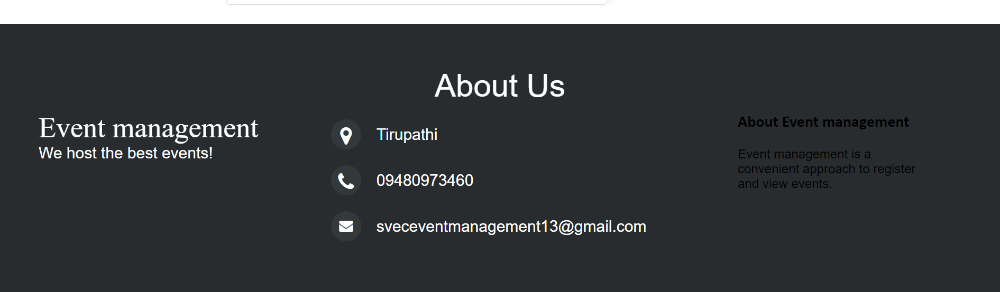 About Us
Event management
We host the best events!
Tirupathi
09480973460
sveceventmanagement13@gmail.com
About Event management
Event management is a
convenient approach to register
and view events.